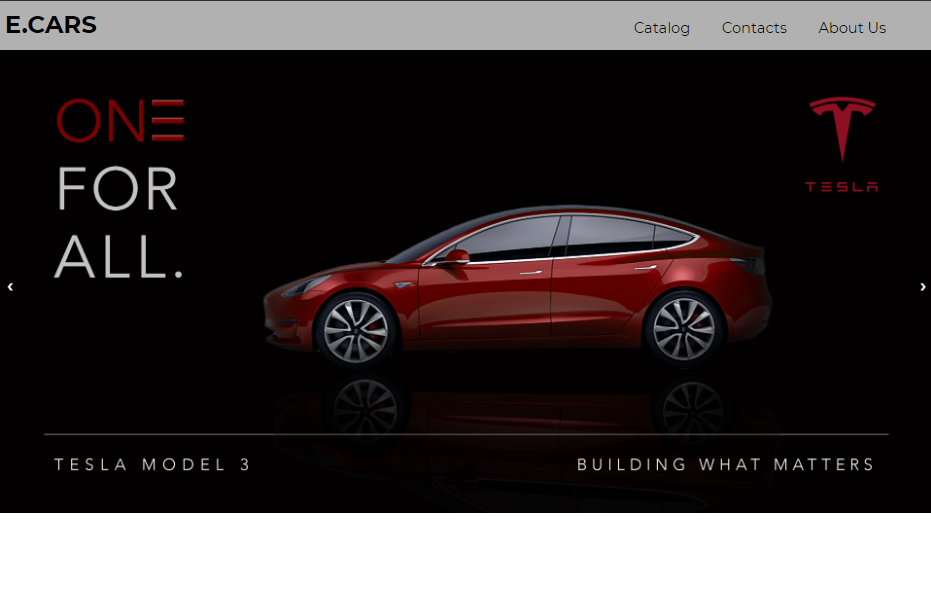 E.CARS
Catalog Contacts About Us
ONE
FOR
ALL.
TESLA
‹ ›
TESLA MODEL 3 BUILDING WHAT MATTERS